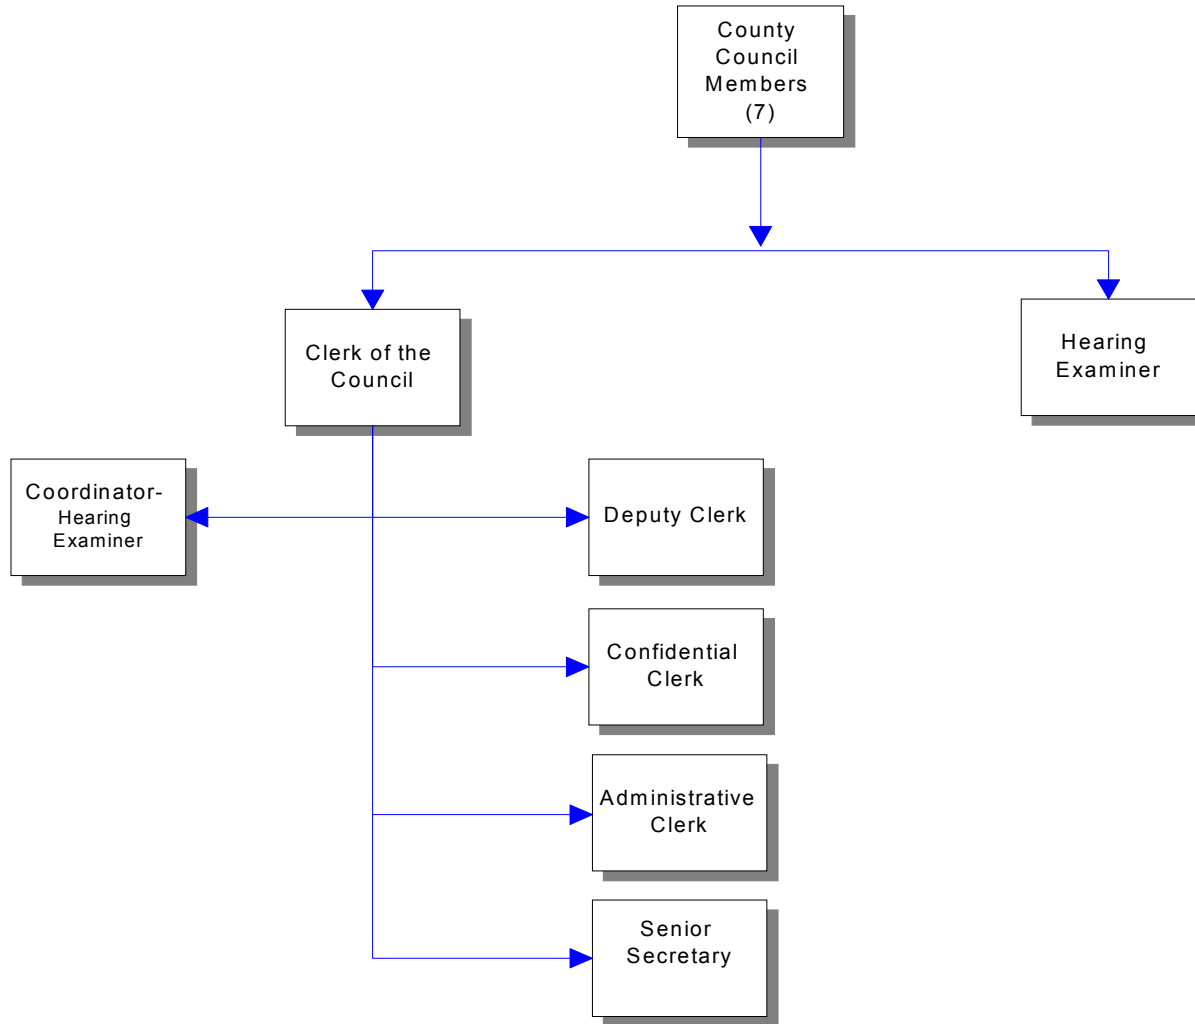 County
Council
Members
(7)
Clerk of the
Council
Hearing
Examiner
Coordinator-
Hearing
Examiner
Deputy Clerk
Confidential
Clerk
Administrative
Clerk
Senior
Secretary